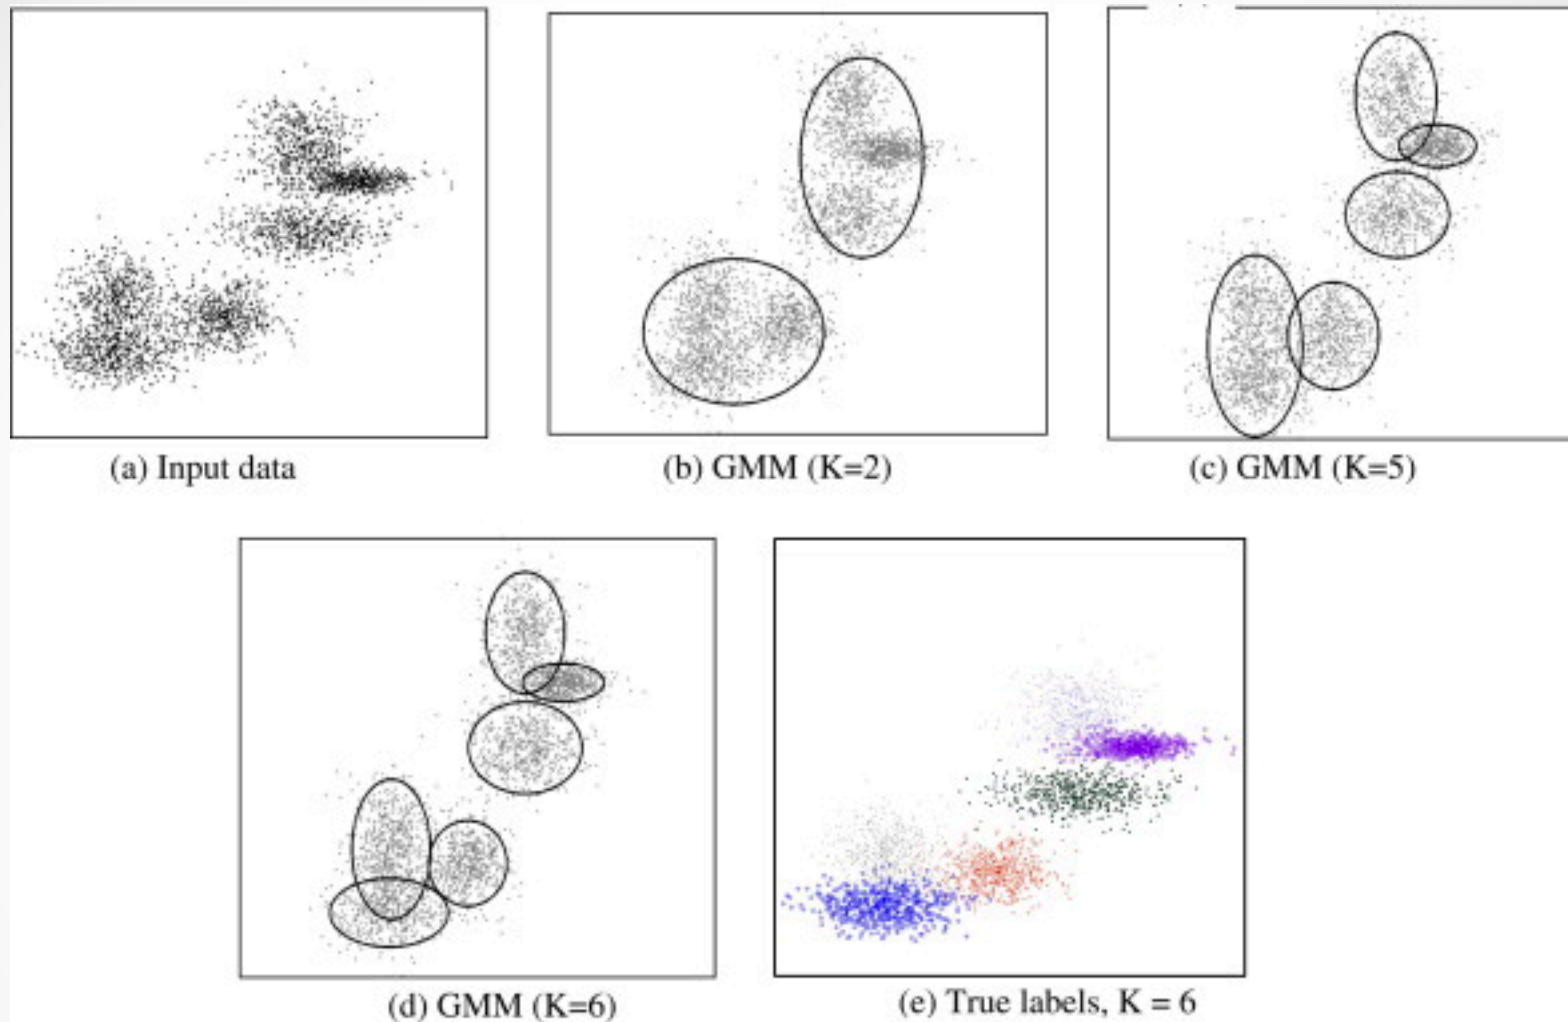 (a) Input data
(b) GMM (K=2)
(c) GMM (K=5)
(d) GMM (K=6)
(e) True labels, K = 6